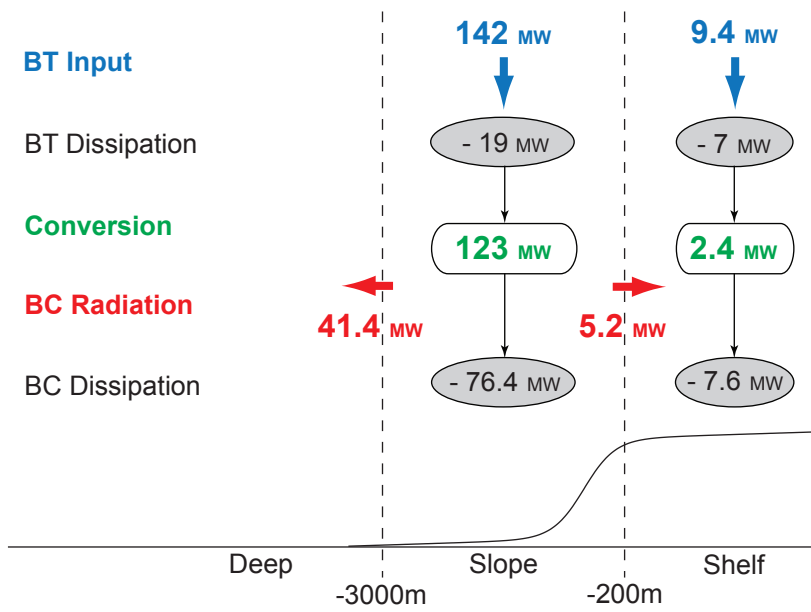 142 MW 9.4 MW
BT Input
BT Dissipation - 19 MW - 7 MW
Conversion 123 MW 2.4 MW
BC Radiation
41.4 MW 5.2 MW
BC Dissipation - 76.4 MW - 7.6 MW
Deep Slope Shelf
-3000m -200m